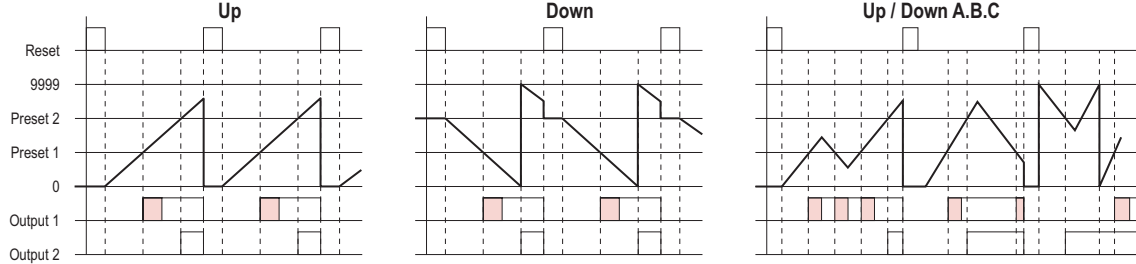 Up
Down
Up / Down A.B.C
Reset
9999
Preset 2
Preset 1
0
Output 1
Output 2